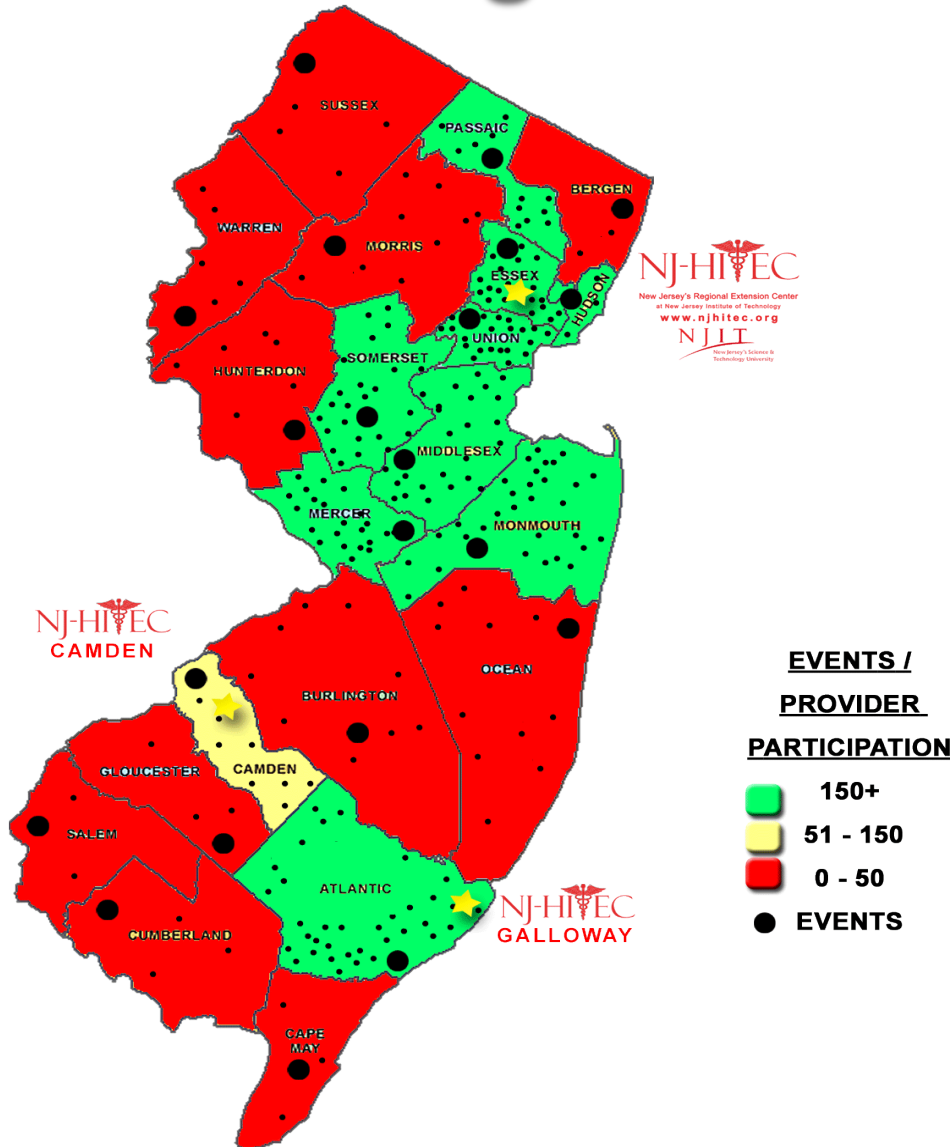 SUSSEX
PASSAIC
BERGEN
WARREN
MORRIS
ESSEX
HUDSON
UNION
SOMERSET
HUNTERDON
MIDDLESEX
MERCER
MONMOUTH
OCEAN
BURLINGTON
CAMDEN
GLOUCESTER
SALEM
ATLANTIC
CUMBERLAND
CAPE
MAY
NJ-HITEC
New Jersey's Regional Extension Center
at New Jersey Institute of Technology
www.njhitec.org
NJIT
New Jersey's Science &
Technology University
NJ-HITEC
CAMDEN
NJ-HITEC
GALLOWAY
EVENTS /
PROVIDER
PARTICIPATION
150+
51 - 150
0 - 50
EVENTS